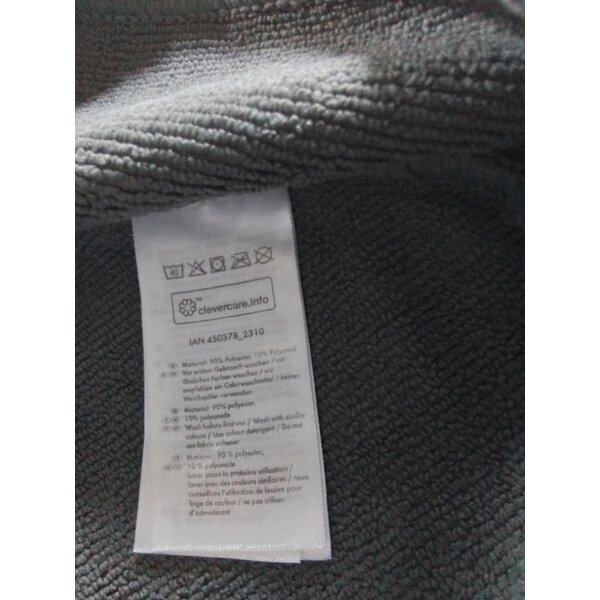 40
TM
clevercare.info
IAN 450378_2310
Material: 90% Polyester, 10% Polyamid
Vor erstem Gebrauch waschen / mit
ähnlichen Farben waschen / wir
empfehlen ein Colorwaschmittel / keinen
Weichspüler verwenden
Material: 90% polyester,
10% polyamide
Wash before first use / Wash with similar
colours / Use colour detergent / Do not
use fabric softener
Matières: 90 % polyester,
10 % polyamide
Laver avant la première utilisation /
laver avec couleurs similaires / nous
conseillons l'utilisation de lessive pour
linge de couleur / ne pas utiliser
d'adoucissant